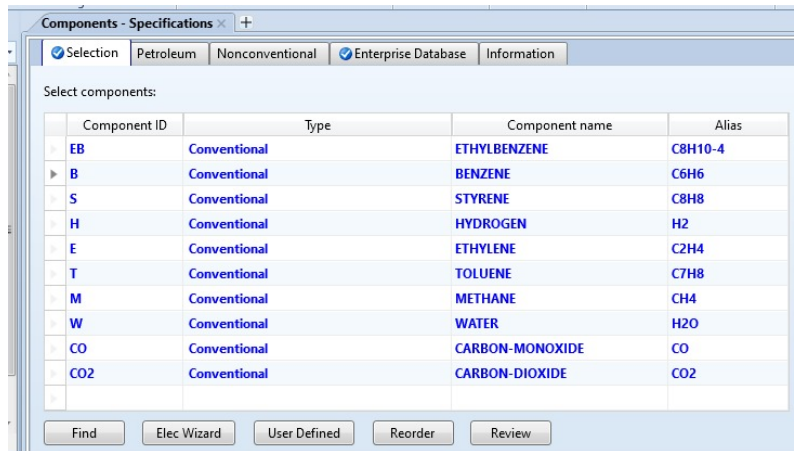 Components - Specifications × +
Selection Petroleum Nonconventional Enterprise Database Information
Select components:
Component ID Type Component name Alias
EB Conventional ETHYLBENZENE C8H10-4
B Conventional BENZENE C6H6
S Conventional STYRENE C8H8
H Conventional HYDROGEN H2
E Conventional ETHYLENE C2H4
T Conventional TOLUENE C7H8
M Conventional METHANE CH4
W Conventional WATER H2O
CO Conventional CARBON-MONOXIDE CO
CO2 Conventional CARBON-DIOXIDE CO2
Find Elec Wizard User Defined Reorder Review